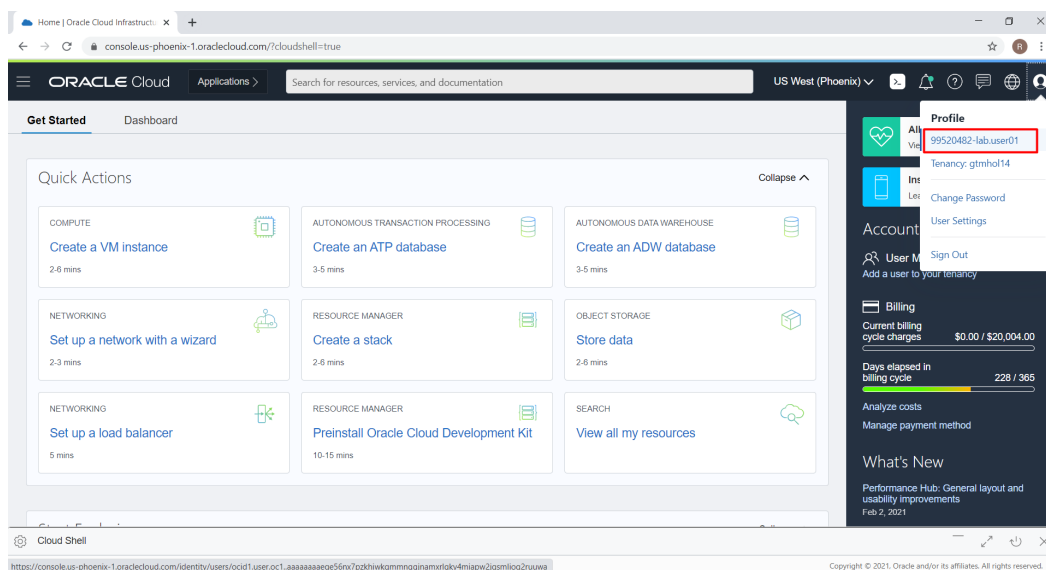 Home | Oracle Cloud Infrastructu
console.us-phoenix-1.oraclecloud.com/?cloudshell=true
R
ORACLE Cloud
Applications
Search for resources, services, and documentation
US West (Phoenix)
Get Started
Dashboard
Profile
99520482-lab.user01
Tenancy: gtmhol14
Change Password
User Settings
Sign Out
All
Vie
Ins
Lea
Quick Actions
Collapse
COMPUTE
Create a VM instance
2-6 mins
AUTONOMOUS TRANSACTION PROCESSING
Create an ATP database
3-5 mins
AUTONOMOUS DATA WAREHOUSE
Create an ADW database
3-5 mins
NETWORKING
Set up a network with a wizard
2-3 mins
RESOURCE MANAGER
Create a stack
2-6 mins
OBJECT STORAGE
Store data
2-6 mins
NETWORKING
Set up a load balancer
5 mins
RESOURCE MANAGER
Preinstall Oracle Cloud Development Kit
10-15 mins
SEARCH
View all my resources
Account
User M
Add a user to your tenancy
Billing
Current billing
cycle charges $0.00 / $20,004.00
Days elapsed in
billing cycle 228 / 365
Analyze costs
Manage payment method
What's New
Performance Hub: General layout and
usability improvements
Feb 2, 2021
Cloud Shell
Copyright © 2021, Oracle and/or its affiliates. All rights reserved.